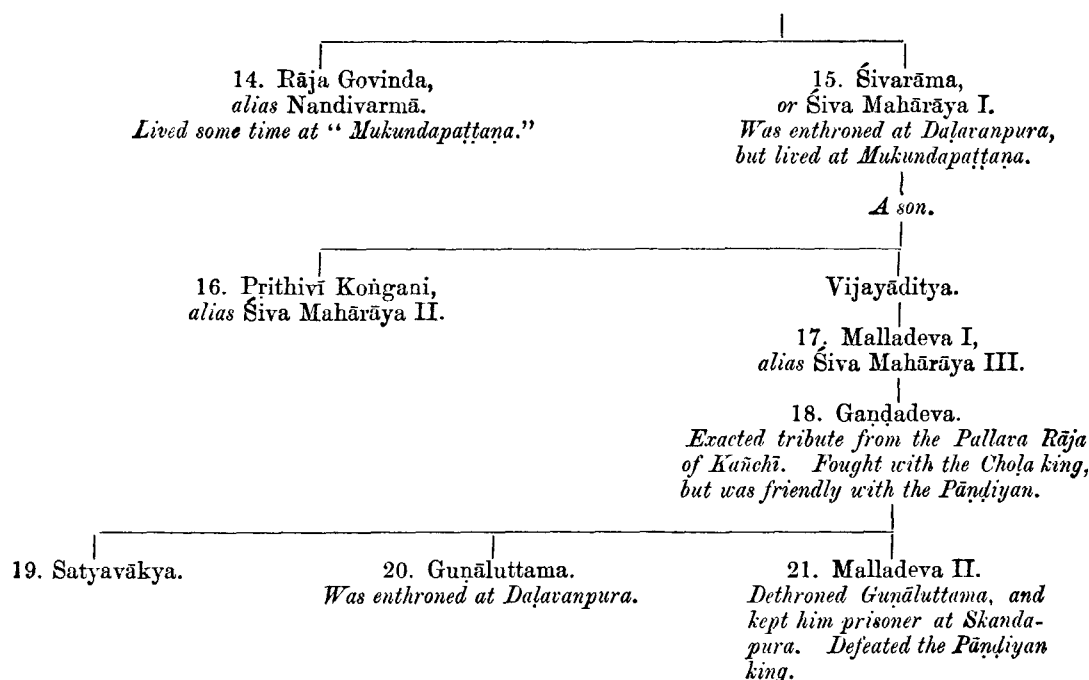 14. Rāja Govinda,
alias Nandivarmā.
Lived some time at “ Mukundapaṭṭaṇa.”
15. Śivarāma,
or Śiva Mahārāya I.
Was enthroned at Daḷavanpura,
but lived at Mukundapaṭṭaṇa.
A son.
16. Pṛithivī Koṅgani,
alias Śiva Mahārāya II.
Vijayāditya.
17. Malladeva I,
alias Śiva Mahārāya III.
18. Gaṇḍadeva.
Exacted tribute from the Pallava Rāja
of Kañchī. Fought with the Choḷa king,
but was friendly with the Pāṇḍiyan.
19. Satyavākya.
20. Guṇāluttama.
Was enthroned at Daḷavanpura.
21. Malladeva II.
Dethroned Guṇāluttama, and
kept him prisoner at Skanda-
pura. Defeated the Pāṇḍiyan
king.